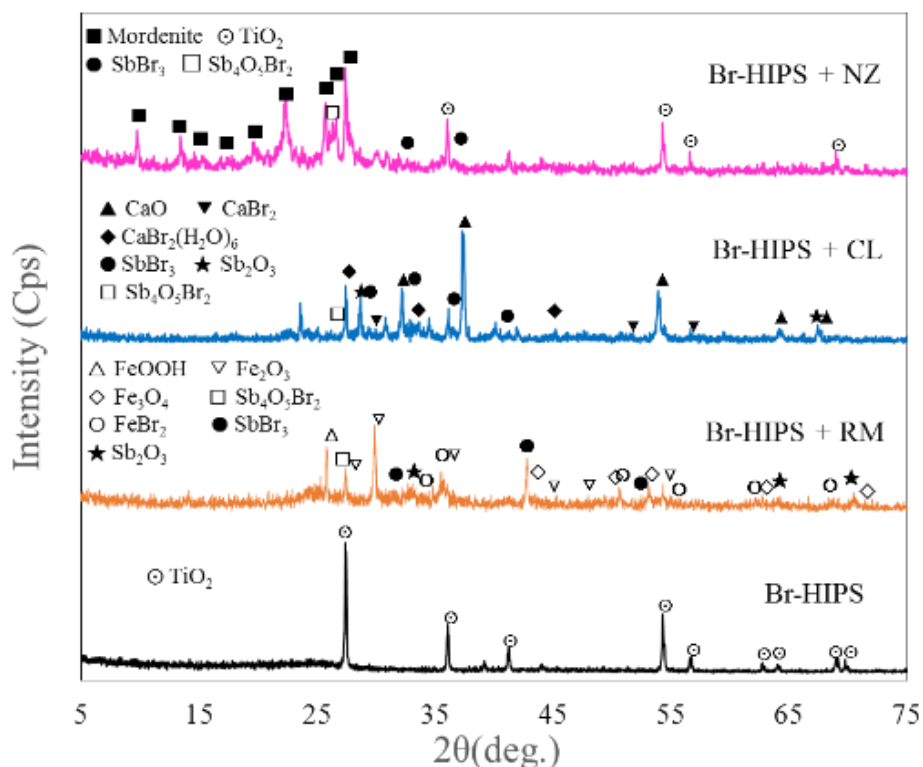 ■ Mordenite ⊙ TiO₂
● SbBr₃ □ Sb₄O₅Br₂
Br-HIPS + NZ
▲ CaO ▼ CaBr₂
◆ CaBr₂(H₂O)₆
● SbBr₃ ★ Sb₂O₃
□ Sb₄O₅Br₂
Br-HIPS + CL
△ FeOOH ▽ Fe₂O₃
◇ Fe₃O₄ □ Sb₄O₅Br₂
○ FeBr₂ ● SbBr₃
★ Sb₂O₃
Br-HIPS + RM
⊙ TiO₂
Br-HIPS
Intensity (Cps)
5 15 25 35 45 55 65 75
2θ(deg.)